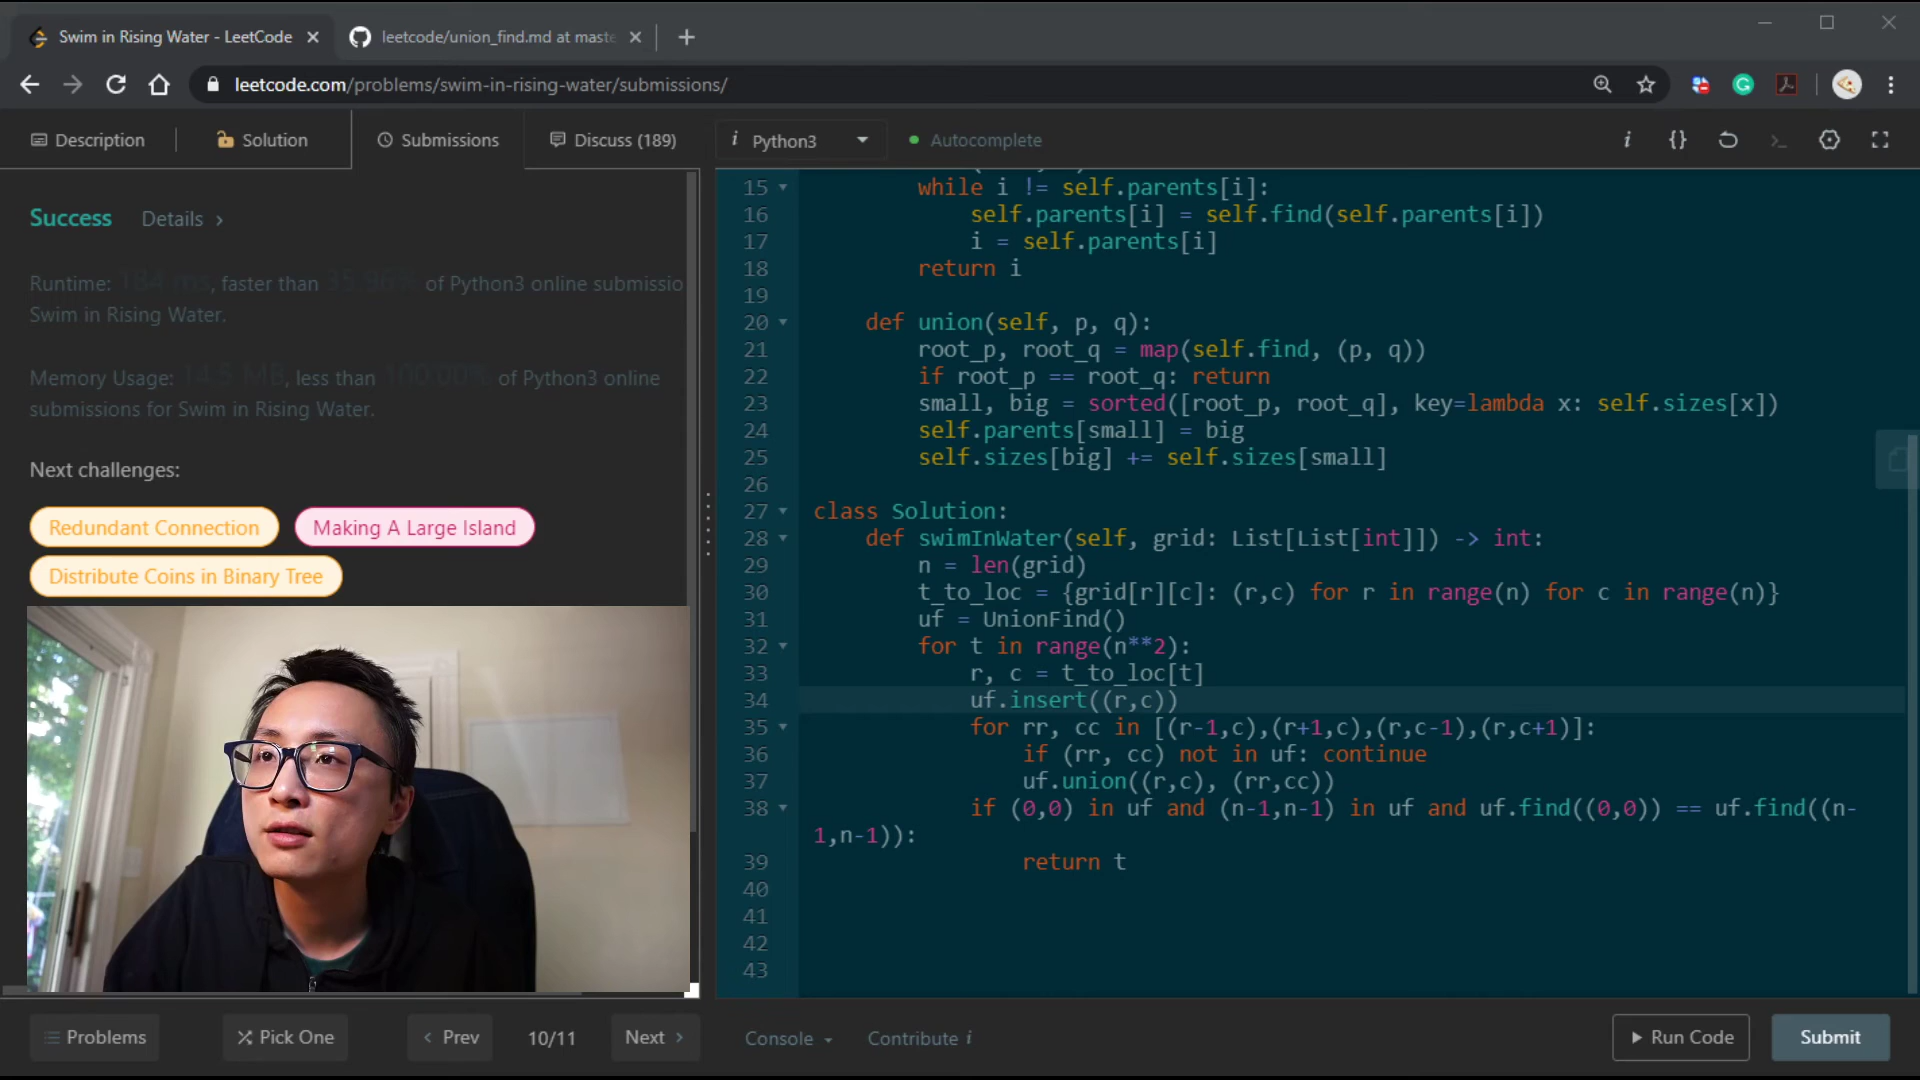 Swim in Rising Water - LeetCode
leetcode/union_find.md at maste
leetcode.com/problems/swim-in-rising-water/submissions/
Description
Solution
Submissions
Discuss (189)
i Python3
Autocomplete
Success
Details >
Runtime: 184 ms, faster than 35.96% of Python3 online submissio
Swim in Rising Water.
Memory Usage: 14.5 MB, less than 100.00% of Python3 online
submissions for Swim in Rising Water.
Next challenges:
Redundant Connection
Making A Large Island
Distribute Coins in Binary Tree
15 while i != self.parents[i]:
16 self.parents[i] = self.find(self.parents[i])
17 i = self.parents[i]
18 return i
19
20 def union(self, p, q):
21 root_p, root_q = map(self.find, (p, q))
22 if root_p == root_q: return
23 small, big = sorted([root_p, root_q], key=lambda x: self.sizes[x])
24 self.parents[small] = big
25 self.sizes[big] += self.sizes[small]
26
27 class Solution:
28 def swimInWater(self, grid: List[List[int]]) -> int:
29 n = len(grid)
30 t_to_loc = {grid[r][c]: (r,c) for r in range(n) for c in range(n)}
31 uf = UnionFind()
32 for t in range(n**2):
33 r, c = t_to_loc[t]
34 uf.insert((r,c))
35 for rr, cc in [(r-1,c),(r+1,c),(r,c-1),(r,c+1)]:
36 if (rr, cc) not in uf: continue
37 uf.union((r,c), (rr,cc))
38 if (0,0) in uf and (n-1,n-1) in uf and uf.find((0,0)) == uf.find((n-
1,n-1)):
39 return t
40
41
42
43
Problems
Pick One
< Prev
10/11
Next >
Console
Contribute i
Run Code
Submit